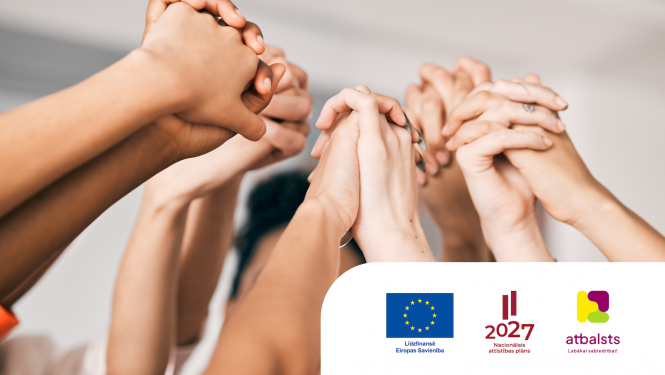 Līdzfinansē
Eiropas Savienība
2027
Nacionālais
attīstības plāns
atbalsts
Labākai sabiedrībai!